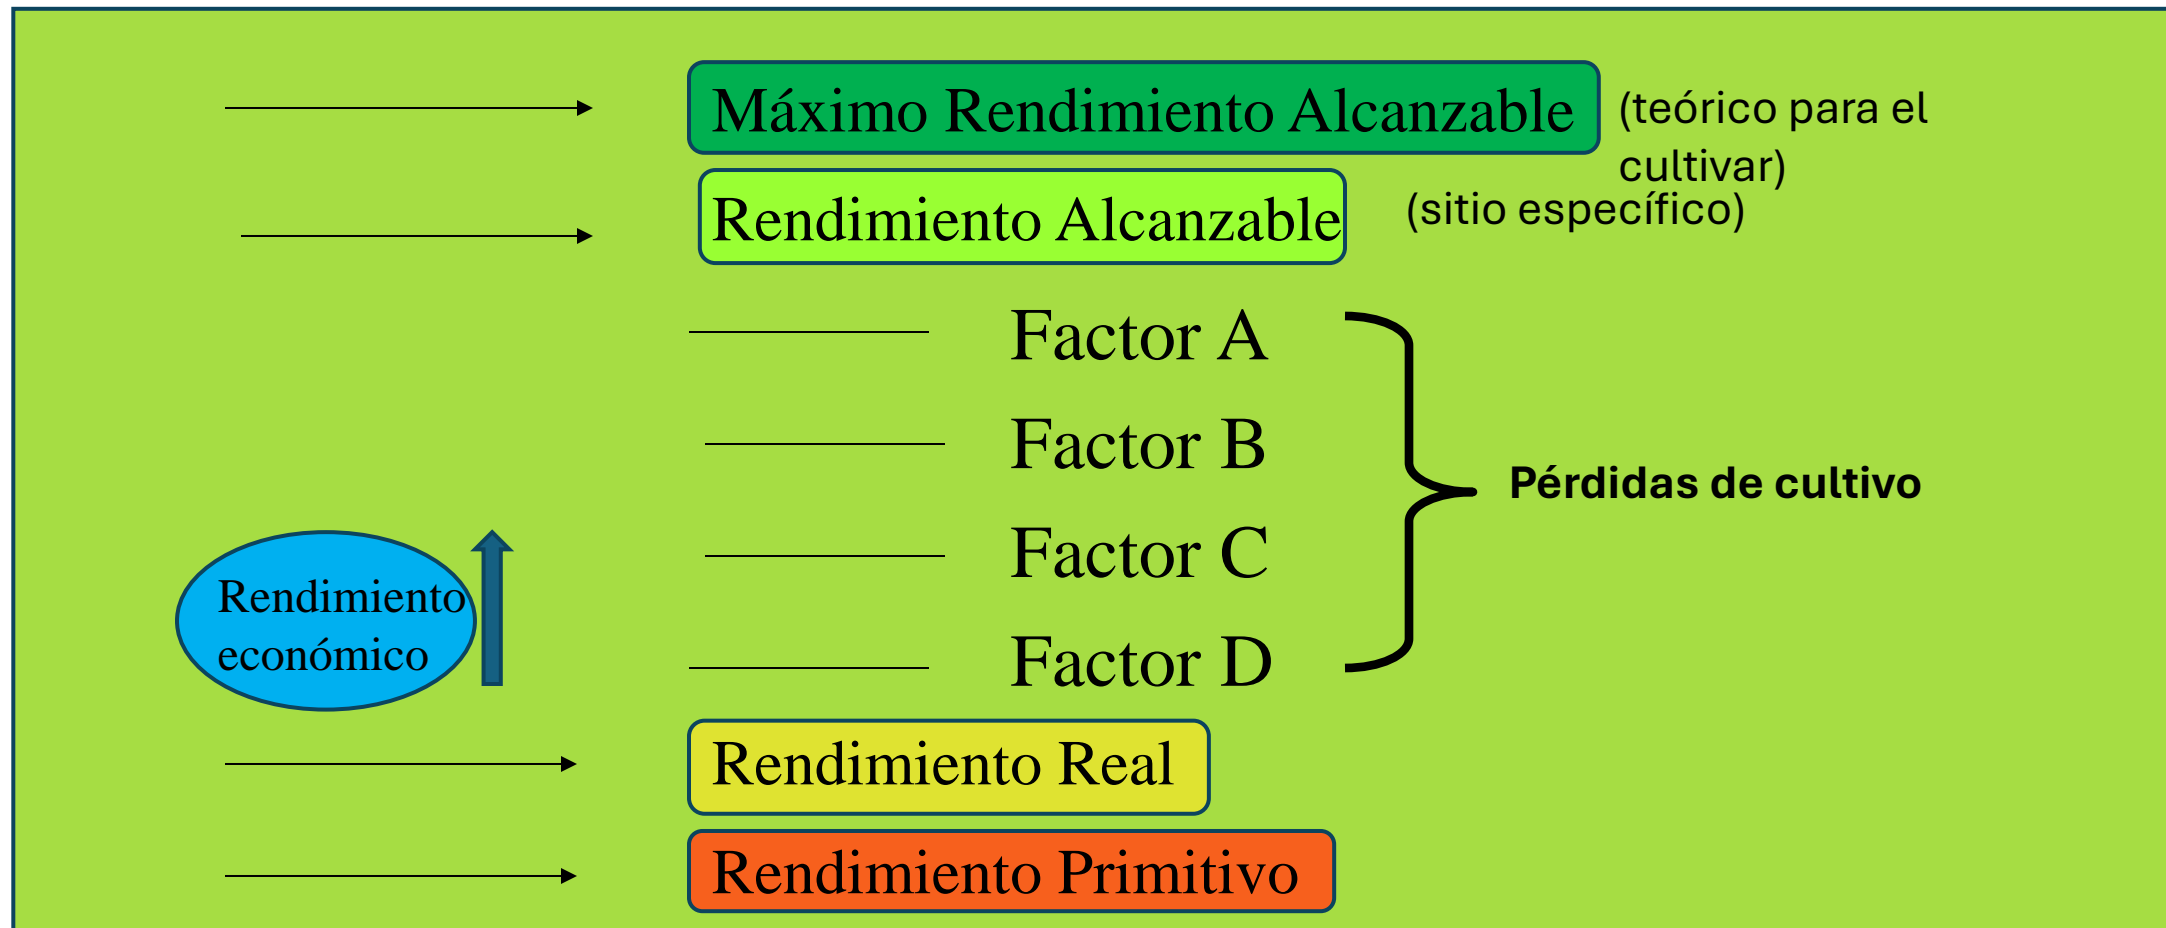 Máximo Rendimiento Alcanzable
(teórico para el
cultivar)
Rendimiento Alcanzable
(sitio específico)
Factor A
Factor B
Factor C
Factor D
Pérdidas de cultivo
Rendimiento
económico
Rendimiento Real
Rendimiento Primitivo